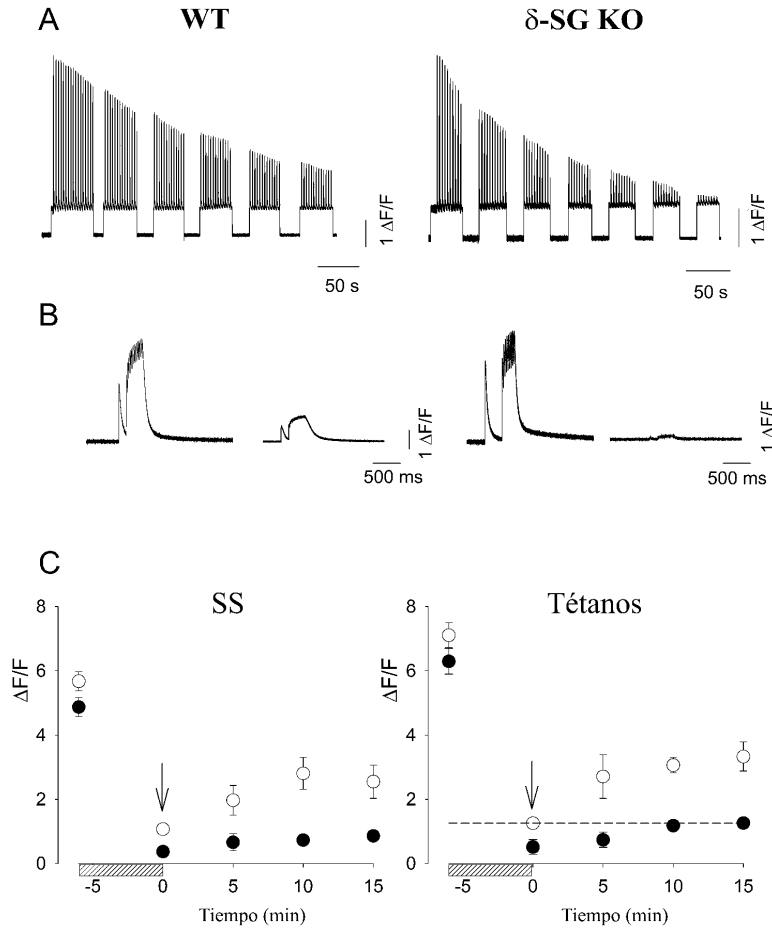 A
WT
δ-SG KO
1 ΔF/F
50 s
1 ΔF/F
50 s
B
1 ΔF/F
500 ms
1 ΔF/F
500 ms
C
SS
Tétanos
8
6
4
2
0
ΔF/F
-5 0 5 10 15
Tiempo (min)
8
6
4
2
0
ΔF/F
-5 0 5 10 15
Tiempo (min)